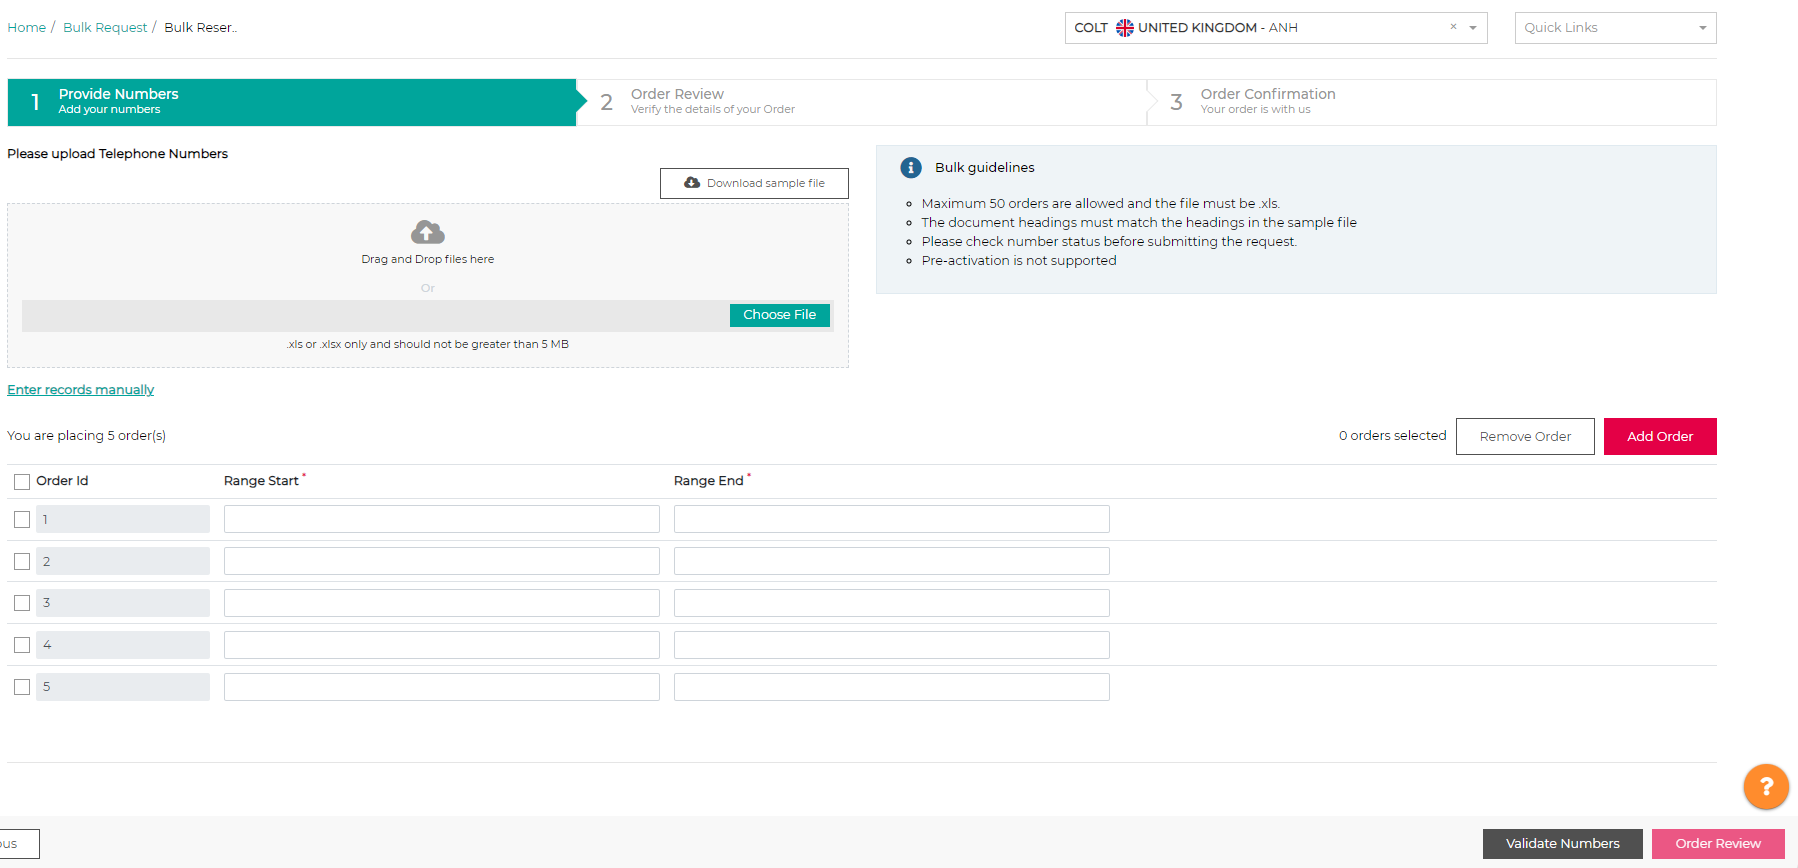 Home / Bulk Request / Bulk Reser..
COLT UNITED KINGDOM - ANH × Quick Links
1 Provide Numbers
Add your numbers
2 Order Review
Verify the details of your Order
3 Order Confirmation
Your order is with us
Please upload Telephone Numbers
Download sample file
Drag and Drop files here
Or
Choose File
.xls or .xlsx only and should not be greater than 5 MB
i Bulk guidelines
Maximum 50 orders are allowed and the file must be .xls.
The document headings must match the headings in the sample file
Please check number status before submitting the request.
Pre-activation is not supported
Enter records manually
You are placing 5 order(s)
0 orders selected Remove Order Add Order
Order Id Range Start * Range End *
1
2
3
4
5
?
ous Validate Numbers Order Review